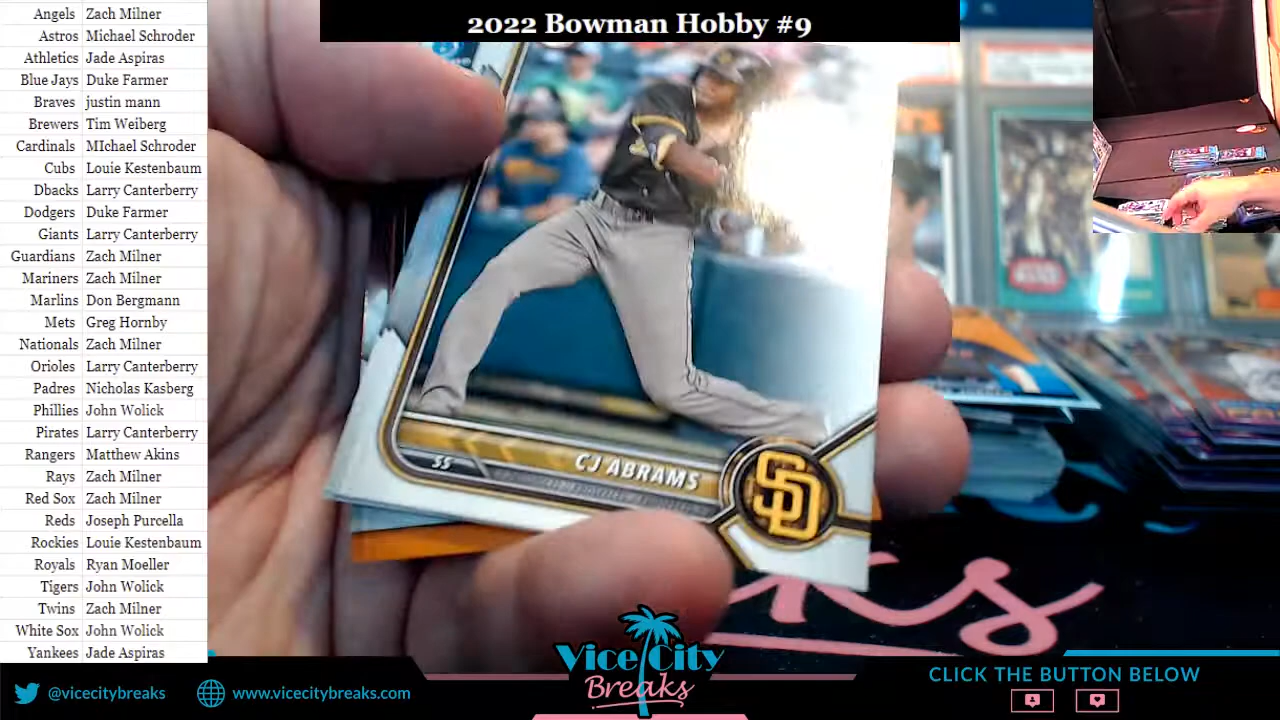 2022 Bowman Hobby #9
Angels Zach Milner
Astros Michael Schroder
Athletics Jade Aspiras
Blue Jays Duke Farmer
Braves justin mann
Brewers Tim Weiberg
Cardinals MIchael Schroder
Cubs Louie Kestenbaum
Dbacks Larry Canterberry
Dodgers Duke Farmer
Giants Larry Canterberry
Guardians Zach Milner
Mariners Zach Milner
Marlins Don Bergmann
Mets Greg Hornby
Nationals Zach Milner
Orioles Larry Canterberry
Padres Nicholas Kasberg
Phillies John Wolick
Pirates Larry Canterberry
Rangers Matthew Akins
Rays Zach Milner
Red Sox Zach Milner
Reds Joseph Purcella
Rockies Louie Kestenbaum
Royals Ryan Moeller
Tigers John Wolick
Twins Zach Milner
White Sox John Wolick
Yankees Jade Aspiras
SS CJ ABRAMS
SD
Vice City
Breaks
@vicecitybreaks
www.vicecitybreaks.com
CLICK THE BUTTON BELOW